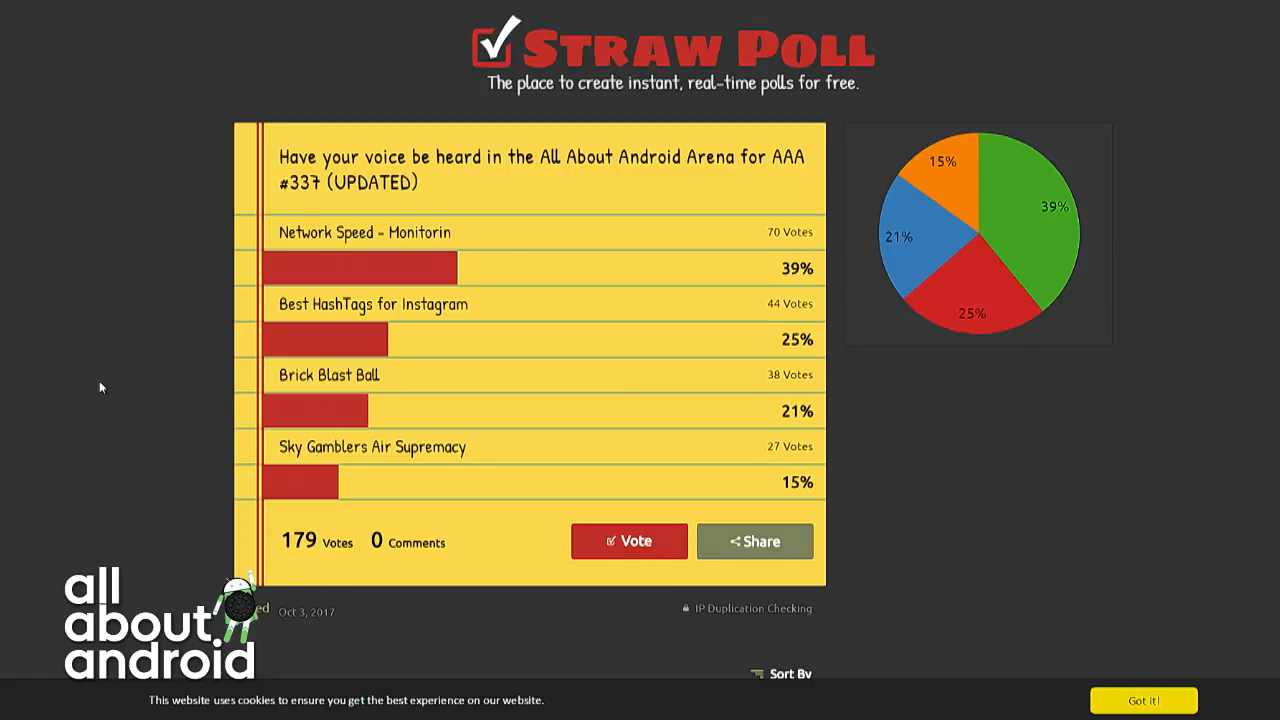 STRAW POLL
The place to create instant, real-time polls for free.
Have your voice be heard in the All About Android Arena for AAA
#337 (UPDATED)
Network Speed - Monitorin
70 Votes
39%
Best HashTags for Instagram
44 Votes
25%
Brick Blast Ball
38 Votes
21%
Sky Gamblers Air Supremacy
27 Votes
15%
179 Votes 0 Comments
Vote
Share
15%
39%
21%
25%
ed Oct 3, 2017
IP Duplication Checking
all
about
android
Sort By
This website uses cookies to ensure you get the best experience on our website.
Got it!